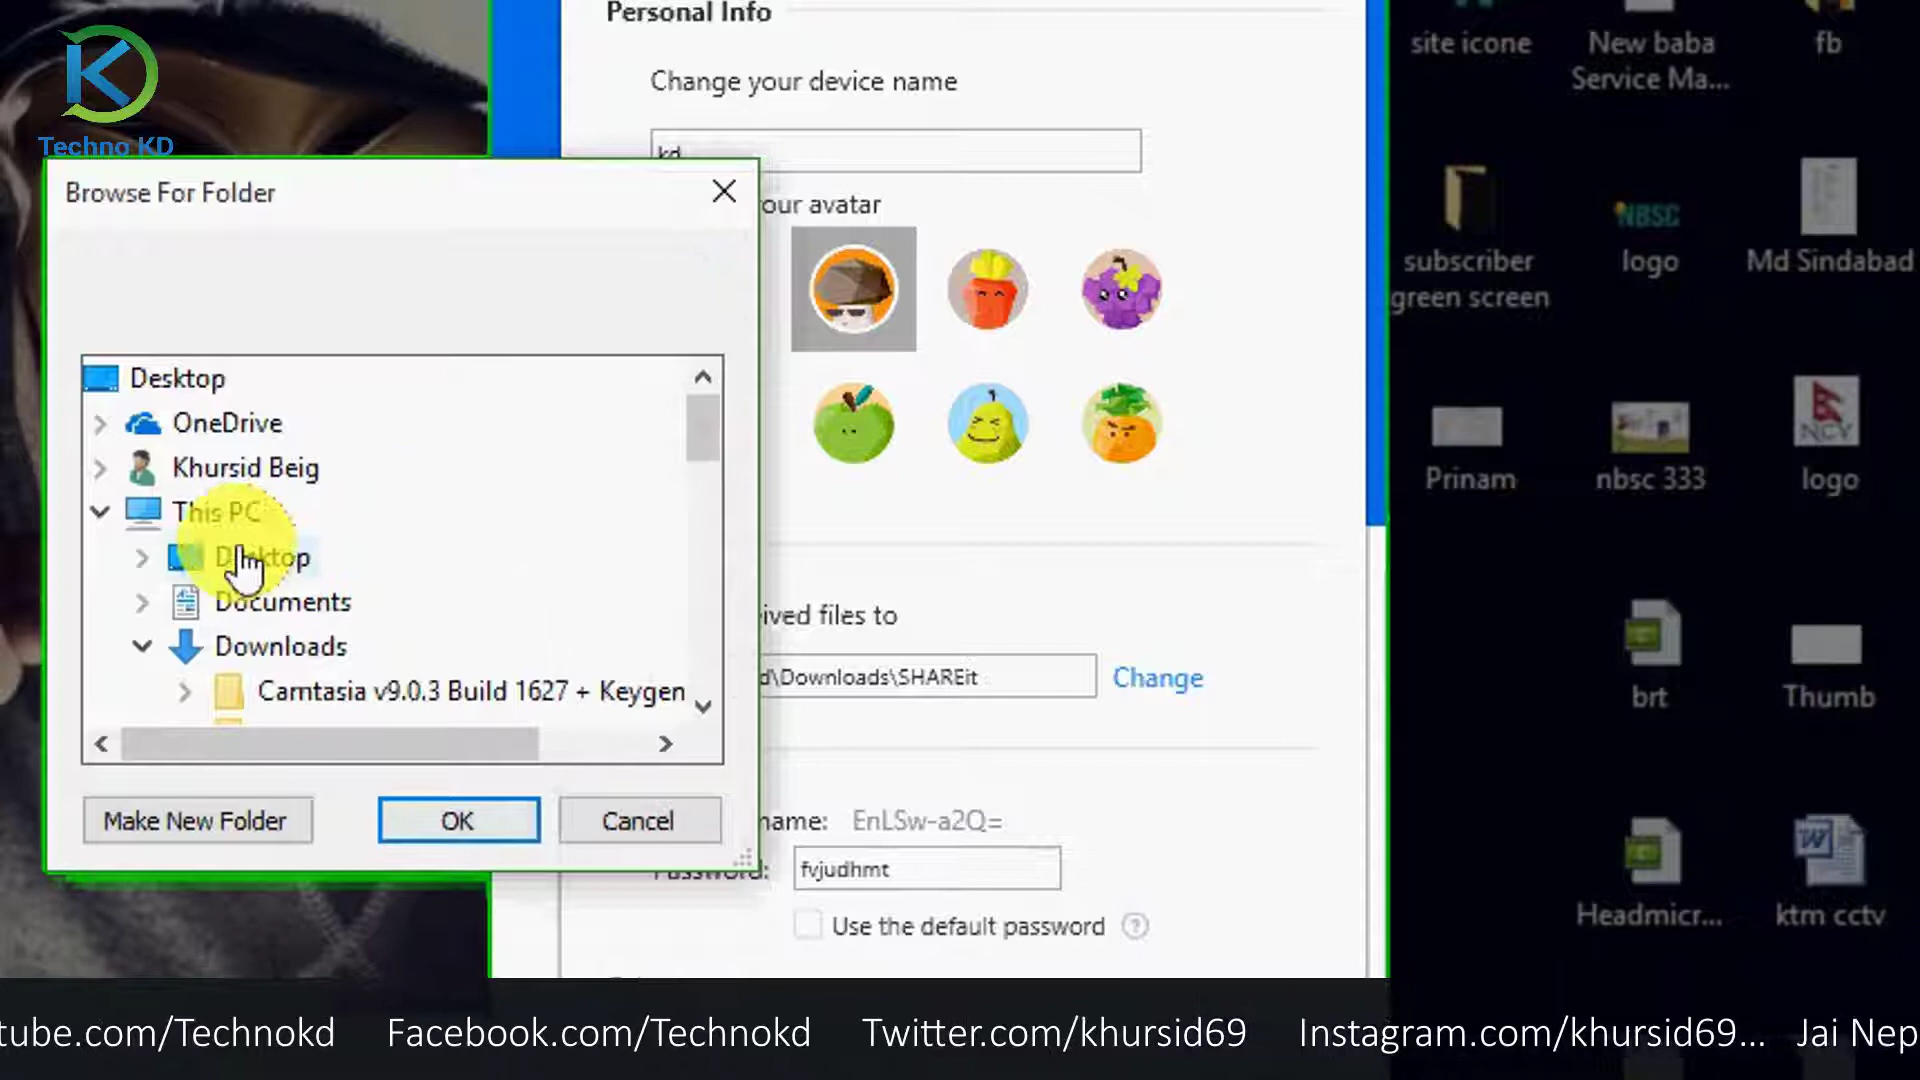 Personal Info
Change your device name
kd
Techno KD
Browse For Folder
our avatar
Desktop
OneDrive
Khursid Beig
This PC
Desktop
Documents
Downloads
Camtasia v9.0.3 Build 1627 + Keygen
Make New Folder
OK
Cancel
ived files to
d\Downloads\SHAREit
Change
name:
EnLSw-a2Q=
Password:
fvjudhmt
Use the default password
?
site icone
New baba
Service Ma...
fb
subscriber
green screen
NBSC
logo
Md Sindabad
Prinam
nbsc 333
NCV
logo
brt
Thumb
Headmicr...
ktm cctv
tube.com/Technokd
Facebook.com/Technokd
Twitter.com/khursid69
Instagram.com/khursid69...
Jai Nep